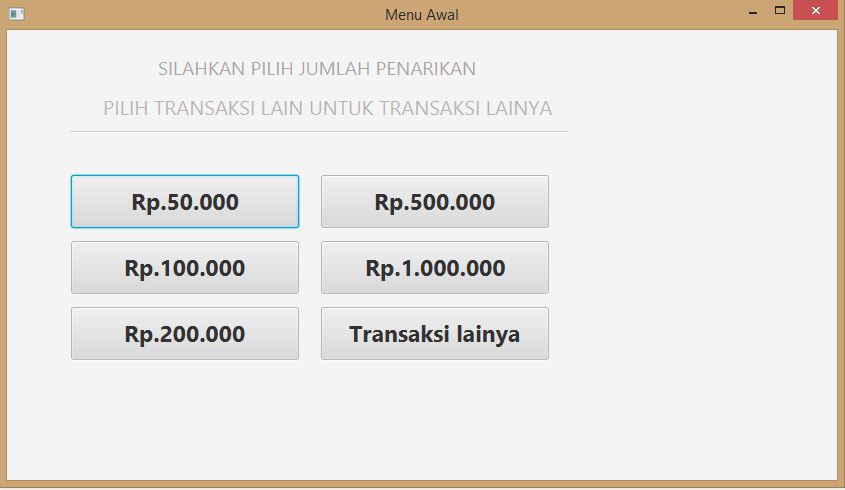 Menu Awal
SILAHKAN PILIH JUMLAH PENARIKAN
PILIH TRANSAKSI LAIN UNTUK TRANSAKSI LAINYA
Rp.50.000
Rp.500.000
Rp.100.000
Rp.1.000.000
Rp.200.000
Transaksi lainya